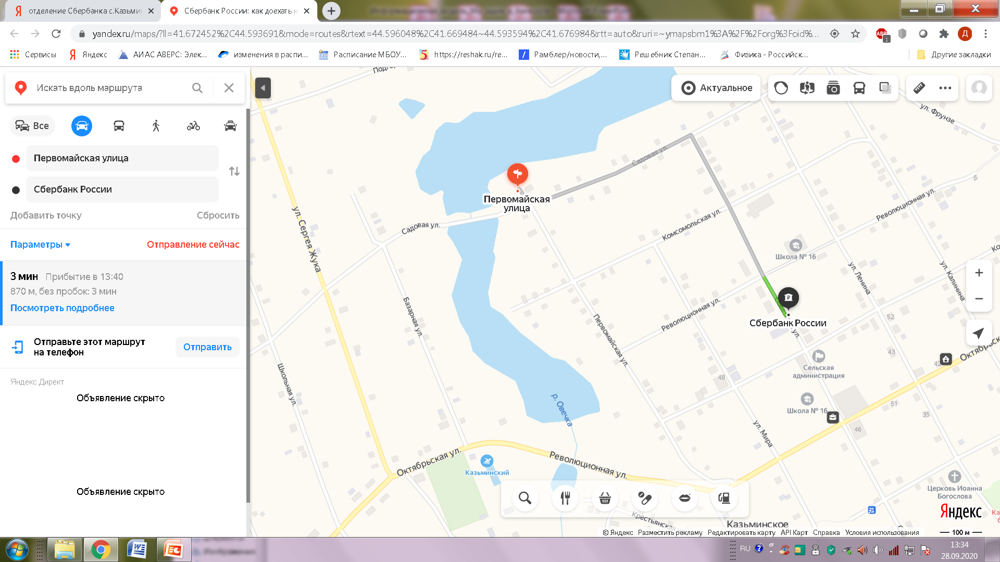 отделение Сбербанка с.Казьмин
Сбербанк России: как доехать н
yandex.ru/maps/?ll=41.672452%2C44.593691&mode=routes&rtext=44.596048%2C41.669484~44.593594%2C41.676984&rtt=auto&ruri=~ymapsbm1%3A%2F%2Forg%3Foid%...
ABP
1
Д
Сервисы
Яндекс
АИАС АВЕРС: Элек...
изменения в распи...
Расписание МБОУ...
https://reshak.ru/re...
Рамблер/новости,...
Решебник Степан...
Физика - Российск...
Другие закладки
Искать вдоль маршрута
Все
Первомайская улица
Сбербанк России
Добавить точку
Сбросить
Параметры
Отправление сейчас
3 мин Прибытие в 13:40
870 м, без пробок: 3 мин
Посмотреть подробнее
Отправьте этот маршрут
на телефон
Отправить
Яндекс.Директ
Объявление скрыто
Объявление скрыто
Актуальное
ул. Фрунзе
Садовая ул.
5
Первомайская
улица
Революционная ул.
Комсомольская ул.
ул. Сергея Жука
Садовая ул.
Школа № 16
ул. Ленина
ул. Калинина
Базарная ул.
Революционная ул.
Первомайская ул.
Сбербанк России
52
ул.
43
42
Октябрьск
Школьная ул.
Сельская
администрация
48
р. Овечка
Школа № 16
51
35
46
ул. Мира
Октябрьская ул.
Революционная ул.
Казьминский
Церковь Иоанна
Богослова
Яндекс
Крестьянская ул.
Казьминское
© Яндекс Разместить рекламу Редактировать карту API Карт Справка Условия использования
100 м
RU
13:34
28.09.2020